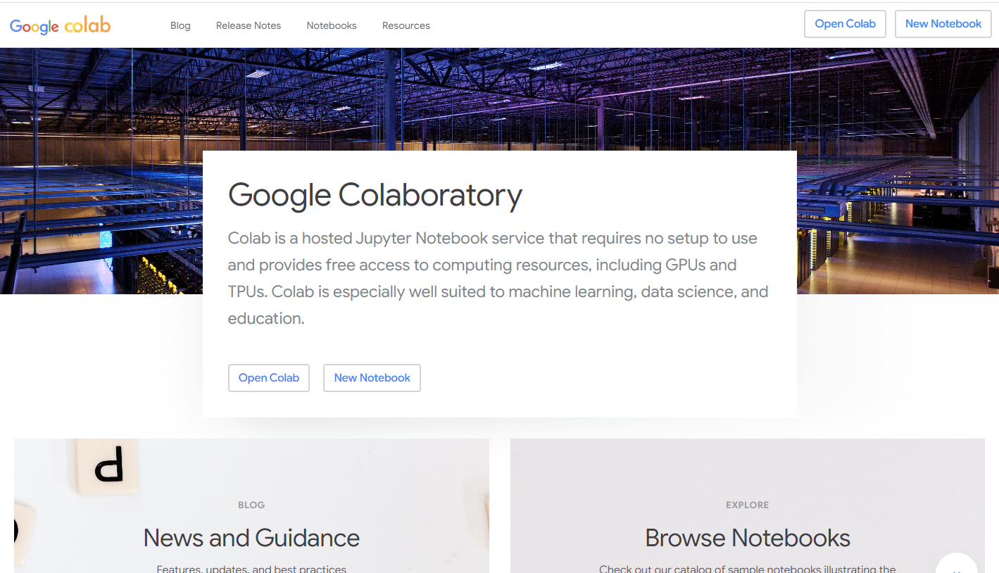 Google colab
Blog
Release Notes
Notebooks
Resources
Open Colab
New Notebook
Google Colaboratory
Colab is a hosted Jupyter Notebook service that requires no setup to use
and provides free access to computing resources, including GPUs and
TPUs. Colab is especially well suited to machine learning, data science, and
education.
Open Colab
New Notebook
d
BLOG
News and Guidance
Features, updates, and best practices
EXPLORE
Browse Notebooks
Check out our catalog of sample notebooks illustrating the